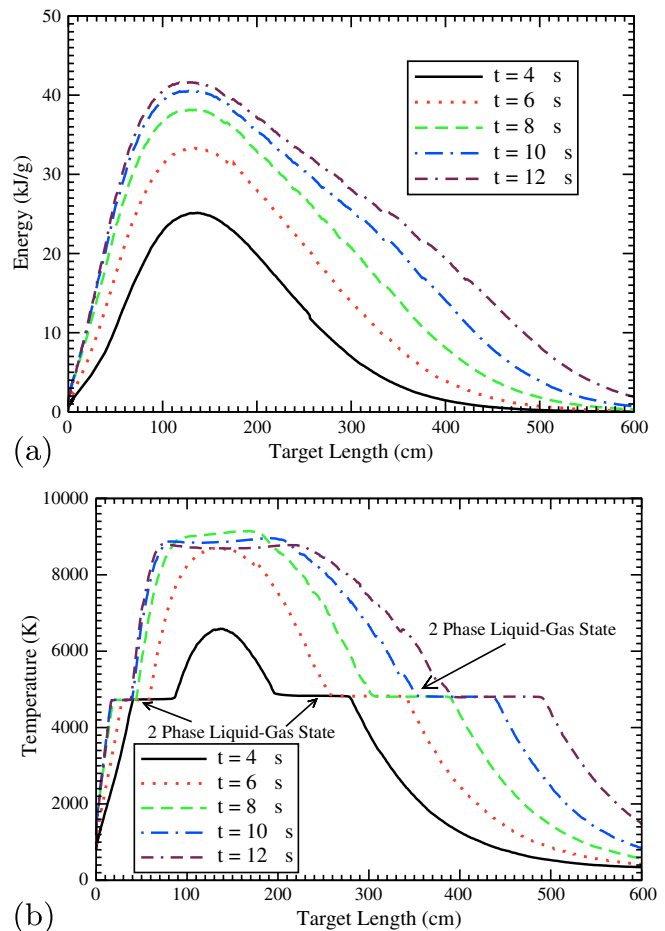 50
40
30
20
10
0
Energy (kJ/g)
t = 4 s
t = 6 s
t = 8 s
t = 10 s
t = 12 s
0 100 200 300 400 500 600
Target Length (cm)
(a)
10000
8000
6000
4000
2000
0
Temperature (K)
2 Phase Liquid-Gas State
2 Phase Liquid-Gas State
t = 4 s
t = 6 s
t = 8 s
t = 10 s
t = 12 s
0 100 200 300 400 500 600
Target Length (cm)
(b)